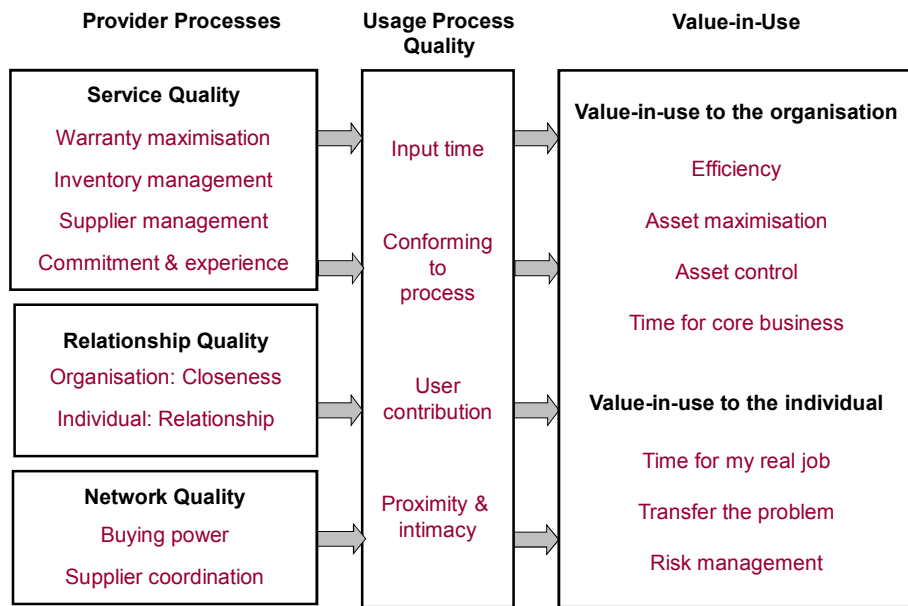 Provider Processes
Service Quality
Warranty maximisation
Inventory management
Supplier management
Commitment & experience
Relationship Quality
Organisation: Closeness
Individual: Relationship
Network Quality
Buying power
Supplier coordination
Usage Process
Quality
Input time
Conforming
to
process
User
contribution
Proximity &
intimacy
Value-in-Use
Value-in-use to the organisation
Efficiency
Asset maximisation
Asset control
Time for core business
Value-in-use to the individual
Time for my real job
Transfer the problem
Risk management